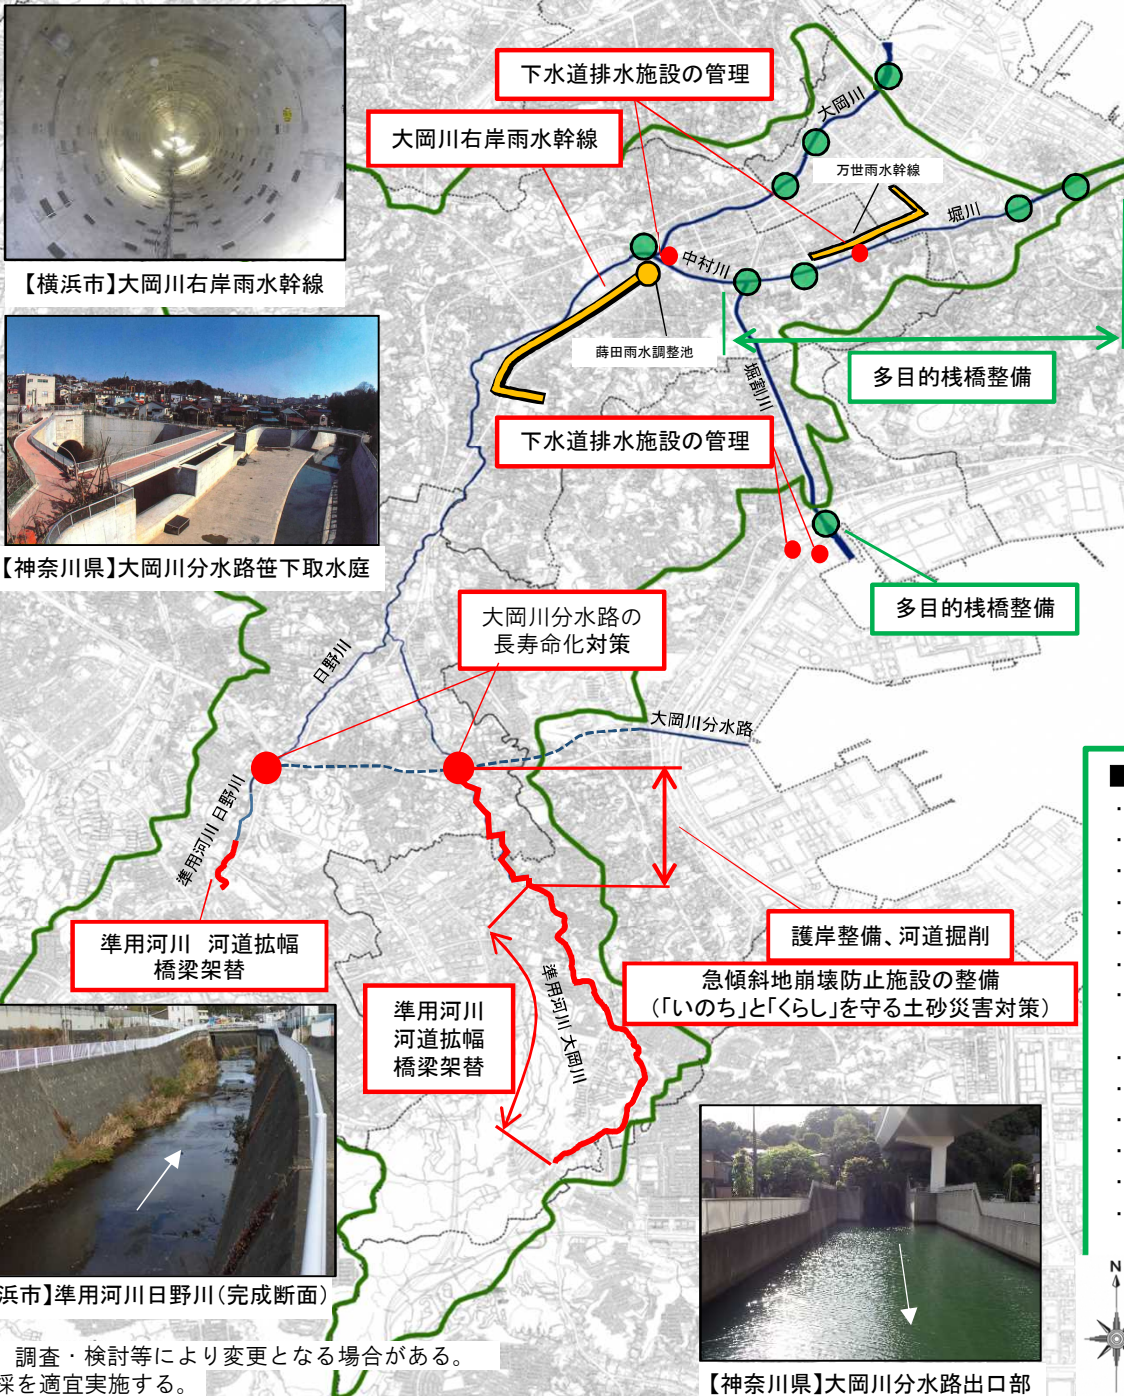 下水道排水施設の管理
大岡川右岸雨水幹線
大岡川
万世雨水幹線
堀川
中村川
【横浜市】大岡川右岸雨水幹線
蒔田雨水調整池
堀割川
多目的桟橋整備
下水道排水施設の管理
【神奈川県】大岡川分水路笹下取水庭
多目的桟橋整備
大岡川分水路の
長寿命化対策
日野川
大岡川分水路
準用河川 日野川
準用河川 河道拡幅
橋梁架替
護岸整備、河道掘削
急傾斜地崩壊防止施設の整備
(「いのち」と「くらし」を守る土砂災害対策)
準用河川
河道拡幅
橋梁架替
準用河川 大岡川
浜市】準用河川日野川(完成断面)
N
調査・検討等により変更となる場合がある。
採を適宜実施する。
【神奈川県】大岡川分水路出口部